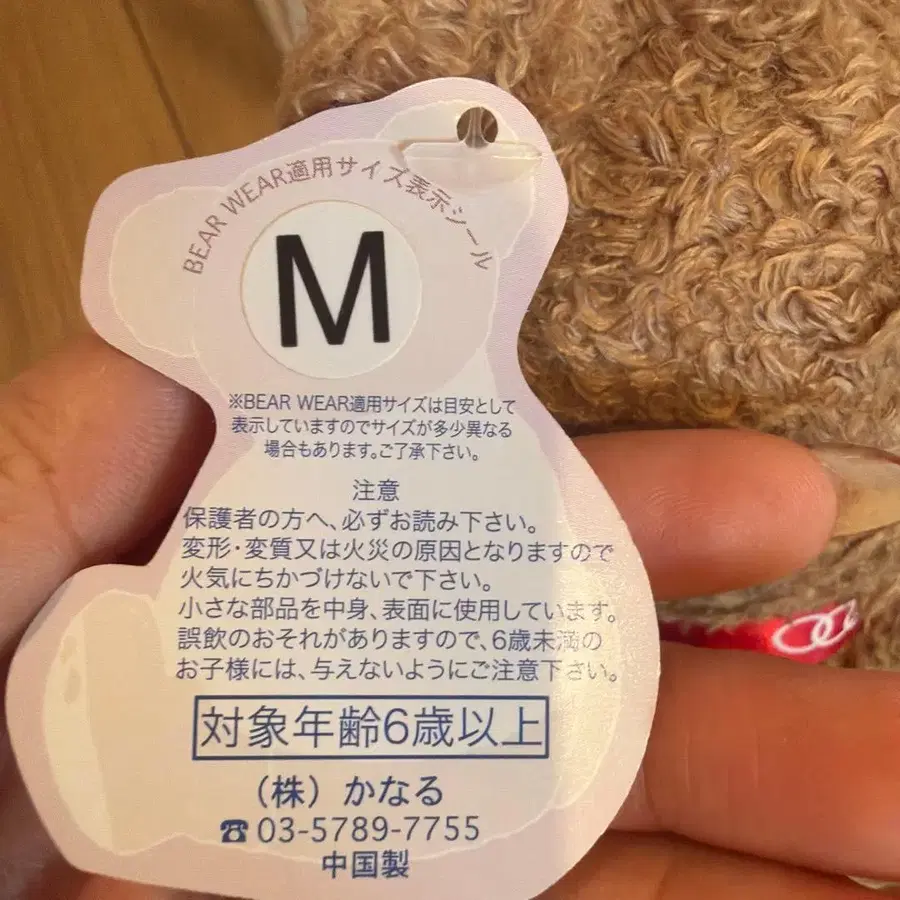 BEAR WEAR適用サイズ表示シール
M
※BEAR WEAR適用サイズは目安として
表示していますのでサイズが多少異なる
場合もあります。ご了承下さい。
注意
保護者の方へ、必ずお読み下さい。
変形・変質又は火災の原因となりますので
火気にちかづけないで下さい。
小さな部品を中身、表面に使用しています。
誤飲のおそれがありますので、6歳未満の
お子様には、与えないようにご注意下さい。
対象年齢6歳以上
（株）かなる
☎03-5789-7755
中国製